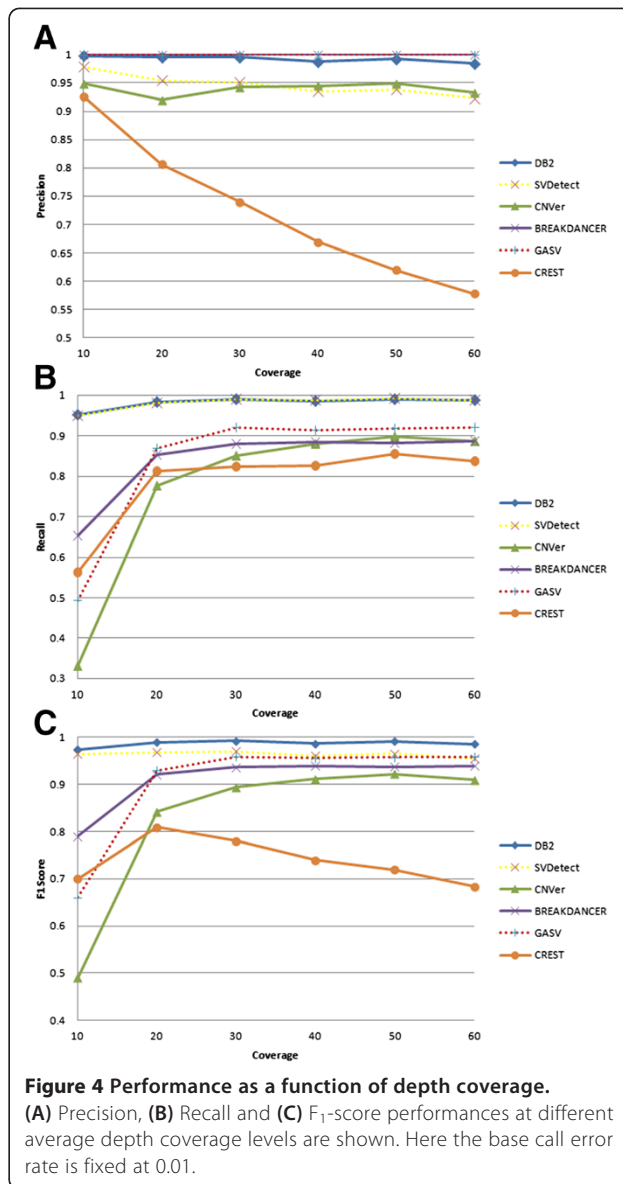 A
1
0.95
0.9
0.85
0.8
0.75
0.7
0.65
0.6
0.55
0.5
Precision
10 20 30 40 50 60
Coverage
DB2
SVDetect
CNVer
BREAKDANCER
GASV
CREST
B
1
0.9
0.8
0.7
0.6
0.5
0.4
0.3
Recall
10 20 30 40 50 60
Coverage
DB2
SVDetect
CNVer
BREAKDANCER
GASV
CREST
C
1
0.9
0.8
0.7
0.6
0.5
0.4
F1 Score
10 20 30 40 50 60
Coverage
DB2
SVDetect
CNVer
BREAKDANCER
GASV
CREST
Figure 4 Performance as a function of depth coverage.
(A) Precision, (B) Recall and (C) F₁-score performances at different
average depth coverage levels are shown. Here the base call error
rate is fixed at 0.01.